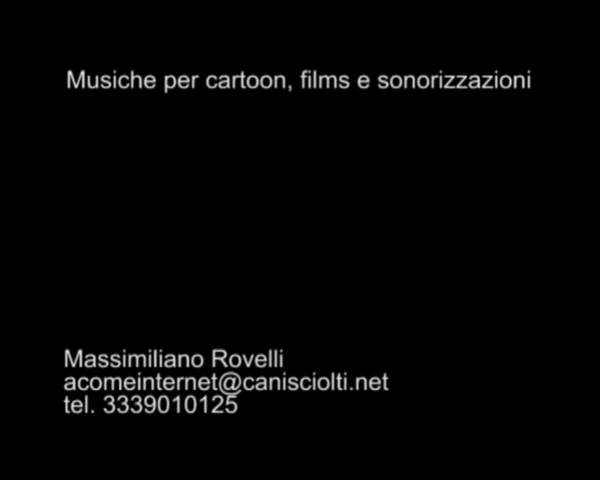 Musiche per cartoon, films e sonorizzazioni
Massimiliano Rovelli
acomeinternet@canisciolti.net
tel. 3339010125